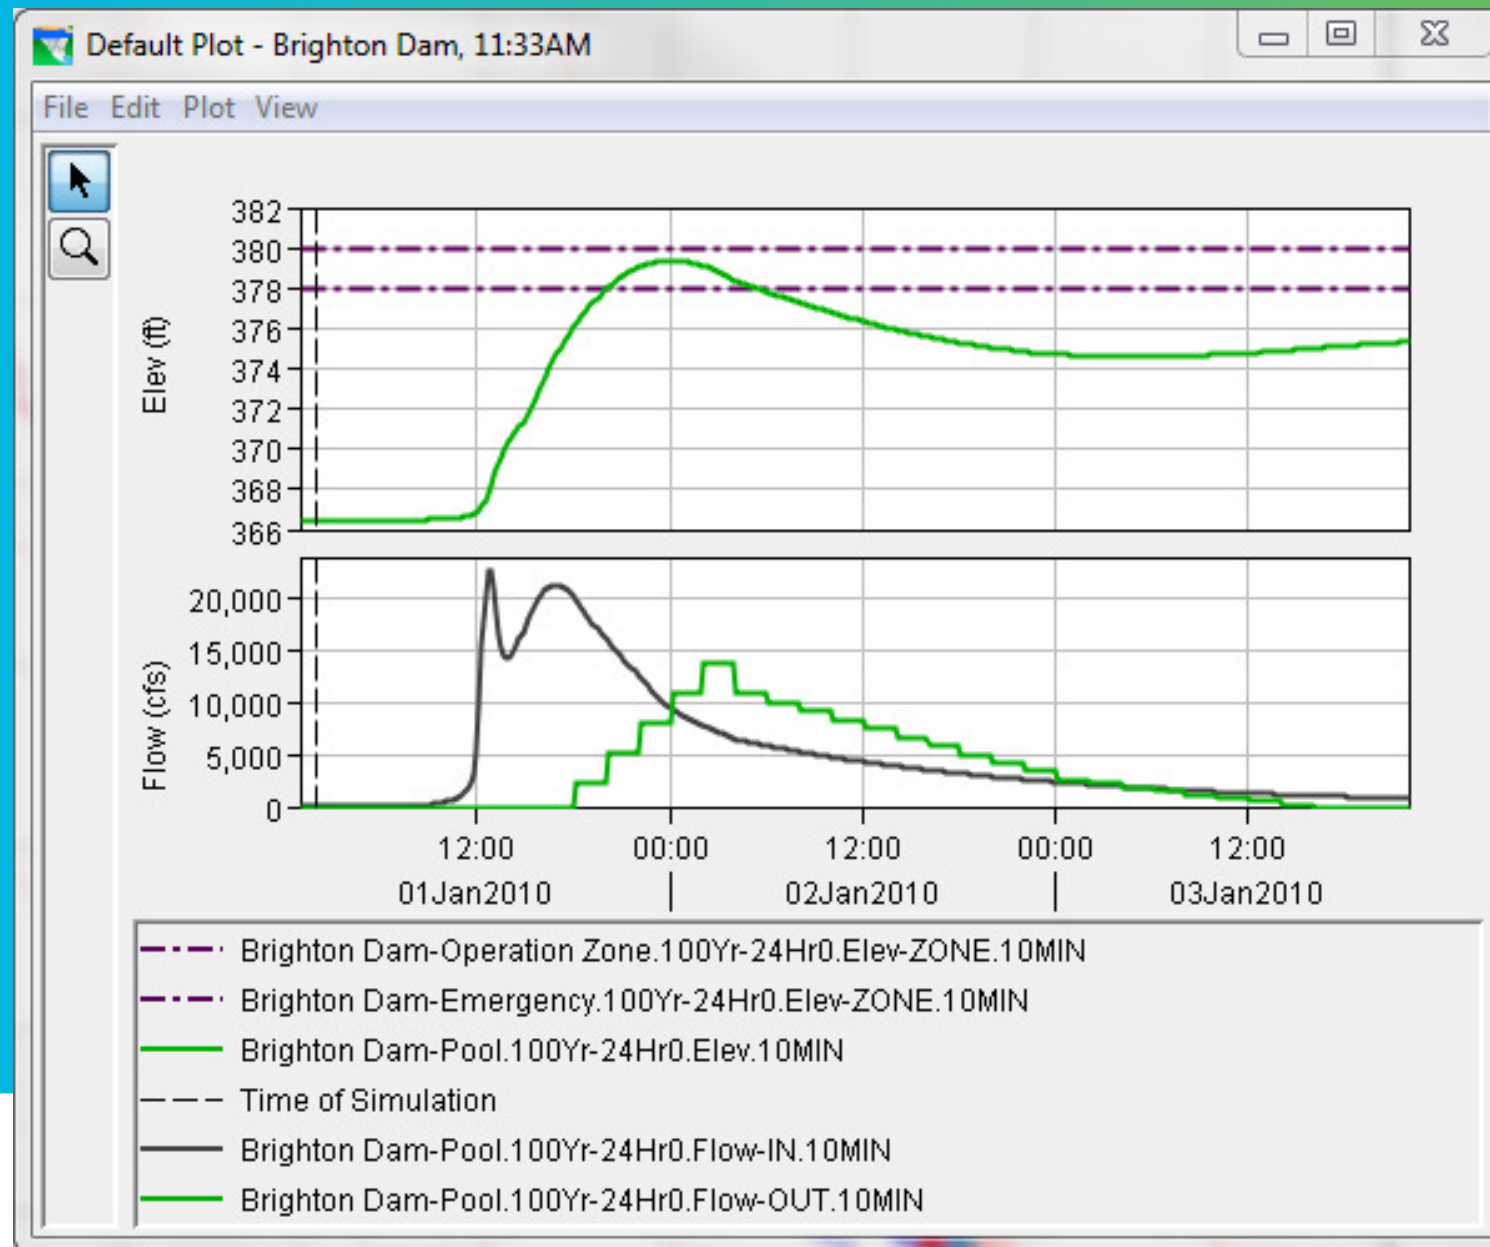 Default Plot - Brighton Dam, 11:33AM
File Edit Plot View
382
380
378
376
374
372
370
368
366
Elev (ft)
20,000
15,000
10,000
5,000
0
Flow (cfs)
12:00 00:00 12:00 00:00 12:00
01Jan2010 02Jan2010 03Jan2010
Brighton Dam-Operation Zone.100Yr-24Hr0.Elev-ZONE.10MIN
Brighton Dam-Emergency.100Yr-24Hr0.Elev-ZONE.10MIN
Brighton Dam-Pool.100Yr-24Hr0.Elev.10MIN
Time of Simulation
Brighton Dam-Pool.100Yr-24Hr0.Flow-IN.10MIN
Brighton Dam-Pool.100Yr-24Hr0.Flow-OUT.10MIN